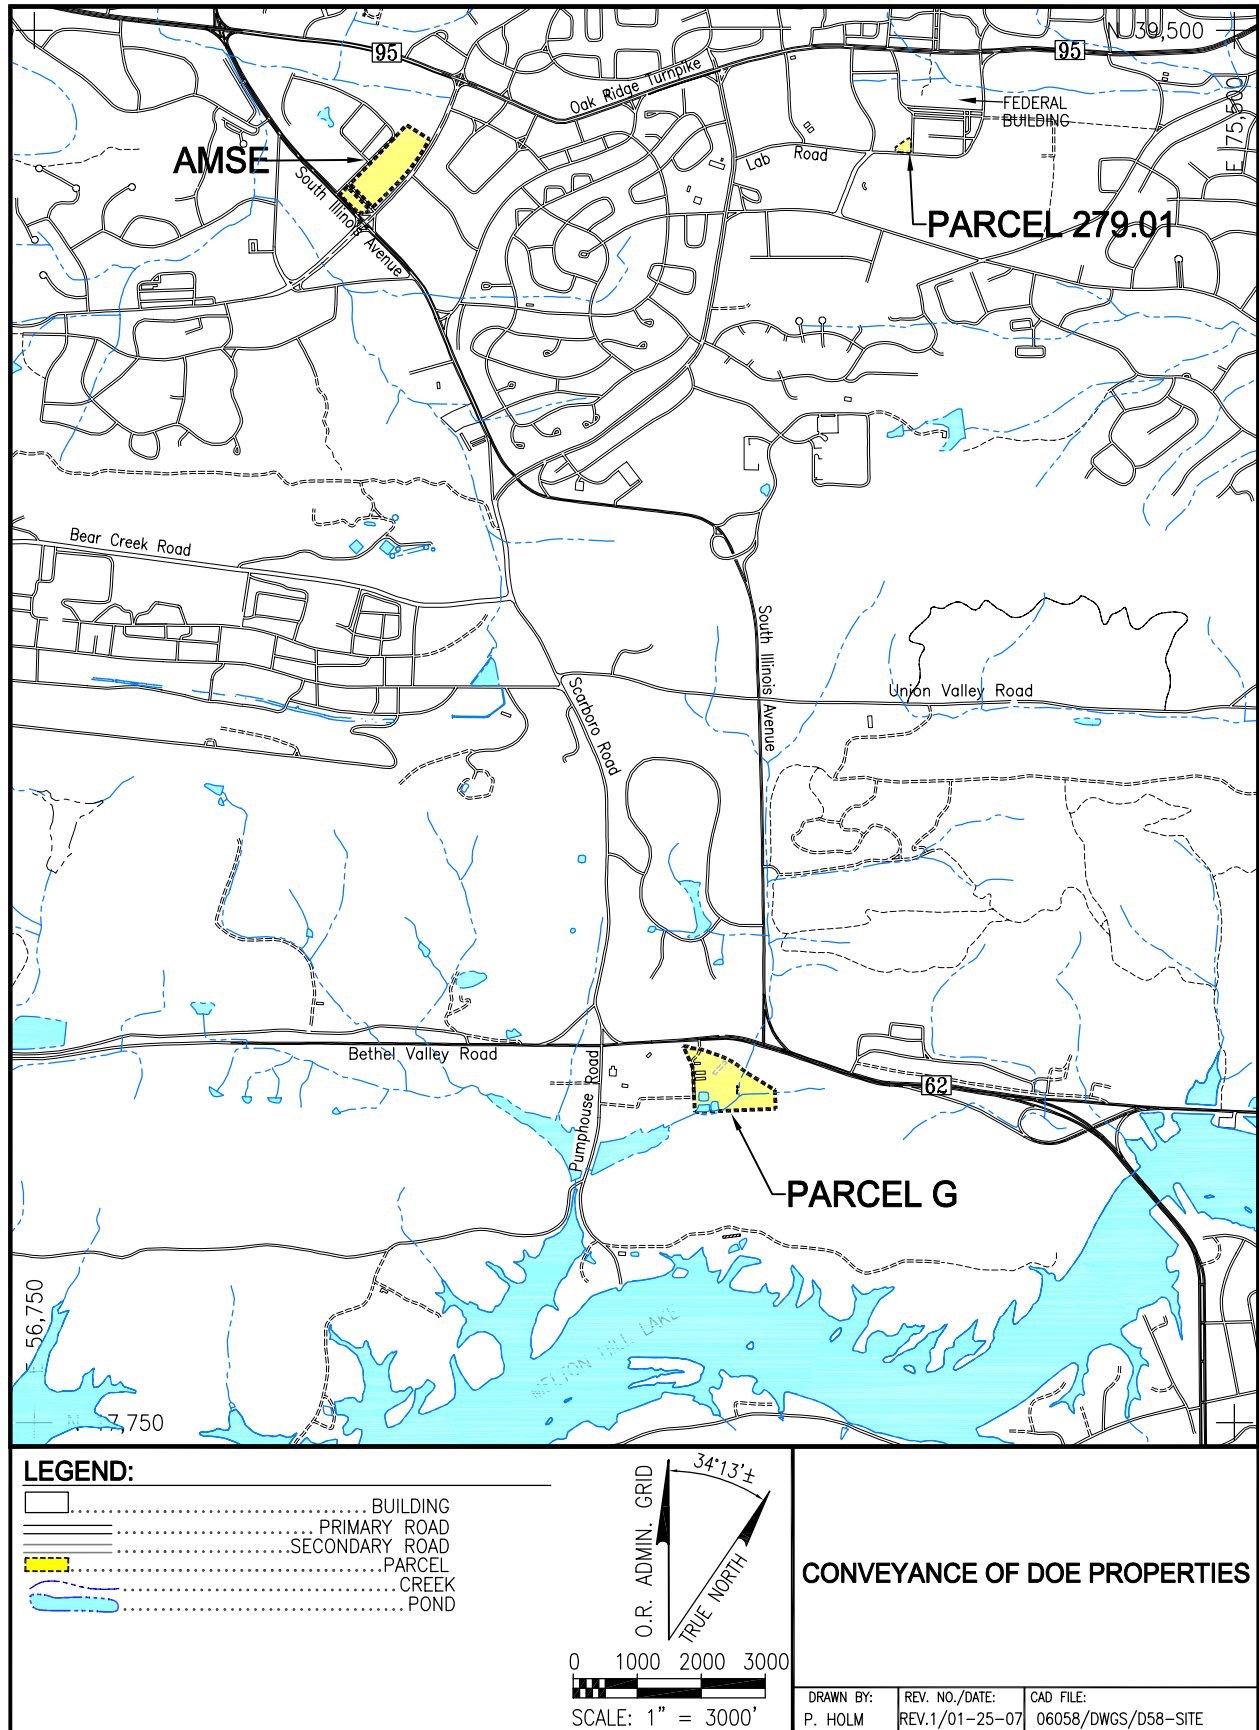 N 39,500
95
95
Oak Ridge Turnpike
FEDERAL
BUILDING
E 75,500
AMSE
Lab Road
South Illinois Avenue
PARCEL 279.01
Bear Creek Road
South Illinois Avenue
Scarboro Road
Union Valley Road
Bethel Valley Road
Pumphouse Road
62
PARCEL G
56,750
MELTON HILL LAKE
N 17,750
LEGEND:
BUILDING
PRIMARY ROAD
SECONDARY ROAD
PARCEL
CREEK
POND
O.R. ADMIN. GRID
34°13'±
TRUE NORTH
0 1000 2000 3000
SCALE: 1" = 3000'
CONVEYANCE OF DOE PROPERTIES
DRAWN BY:
P. HOLM
REV. NO./DATE:
REV.1/01-25-07
CAD FILE:
06058/DWGS/D58-SITE